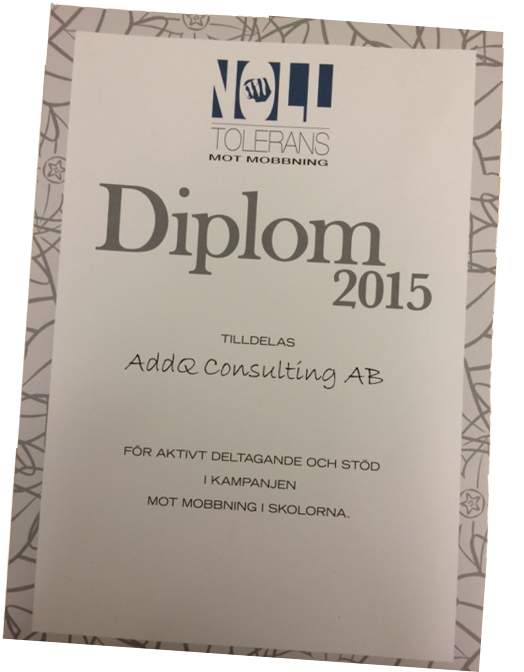 NOLL
TOLERANS
MOT MOBBNING
Diplom
2015
TILLDELAS
AddQ Consulting AB
FÖR AKTIVT DELTAGANDE OCH STÖD
I KAMPANJEN
MOT MOBBNING I SKOLORNA.